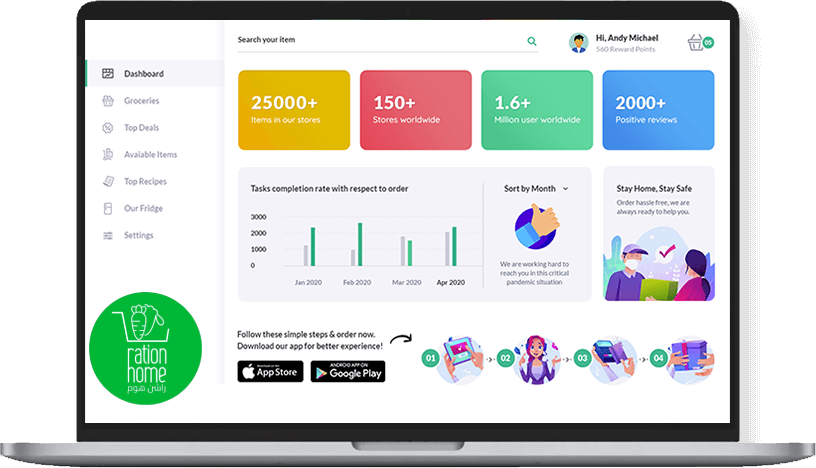 Search your item
Hi, Andy Michael
560 Reward Points
05
Dashboard
Groceries
Top Deals
Avaiable Items
Top Recipes
Our Fridge
Settings
25000+
Items in our stores
150+
Stores worldwide
1.6+
Million user worldwide
2000+
Positive reviews
Tasks completion rate with respect to order
3000
2000
1000
0
Jan 2020
Feb 2020
Mar 2020
Apr 2020
Sort by Month
We are working hard to
reach you in this critical
pandemic situation
Stay Home, Stay Safe
Order hassle free, we are
always ready to help you.
ration
home
راشن هوم
Follow these simple steps & order now.
Download our app for better experience!
Download on the
App Store
ANDROID APP ON
Google Play
01
02
03
04